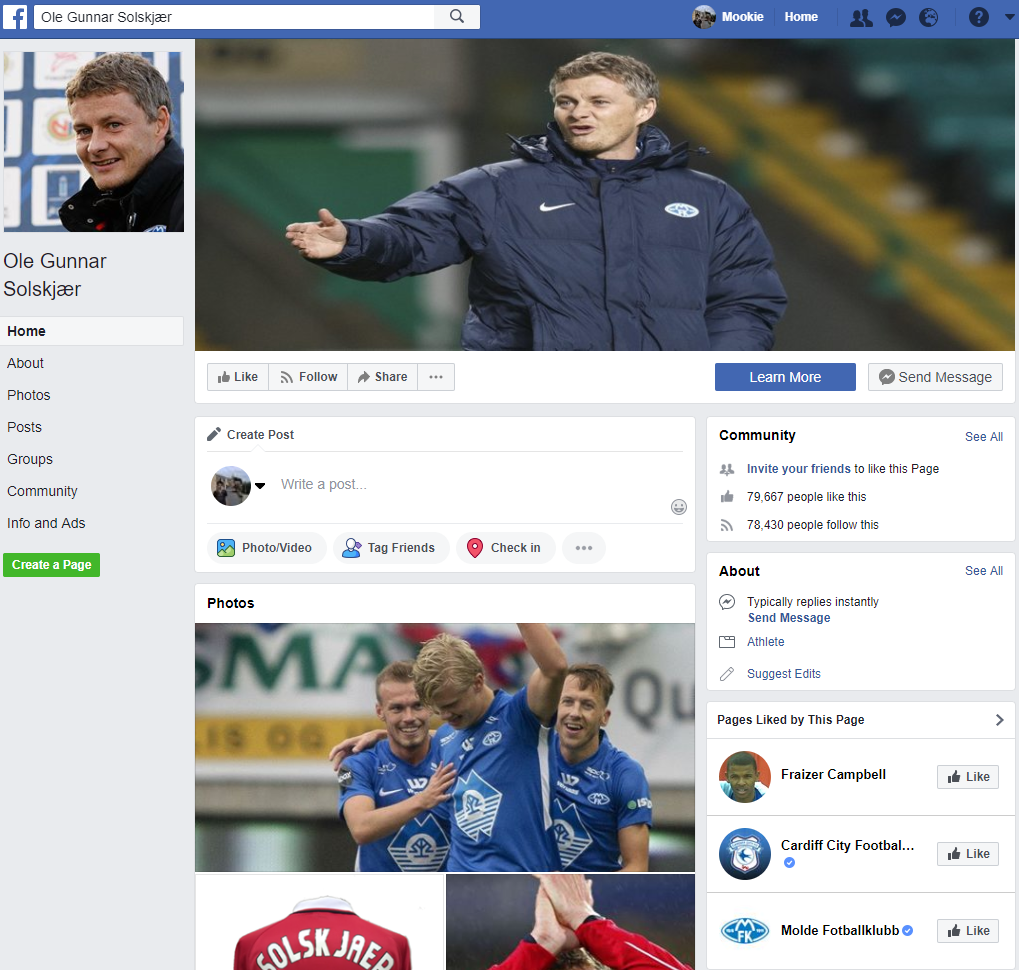 Ole Gunnar Solskjær
Mookie
Home
Ole Gunnar
Solskjær
Home
About
Photos
Posts
Groups
Community
Info and Ads
Create a Page
Like
Follow
Share
Learn More
Send Message
Create Post
Write a post...
Photo/Video
Tag Friends
Check in
Photos
SMA
Qu
IS OG
SOLSKJAER
Community
See All
Invite your friends to like this Page
79,667 people like this
78,430 people follow this
About
See All
Typically replies instantly
Send Message
Athlete
Suggest Edits
Pages Liked by This Page
Fraizer Campbell
Like
Cardiff City Footbal...
Like
Molde Fotballklubb
Like